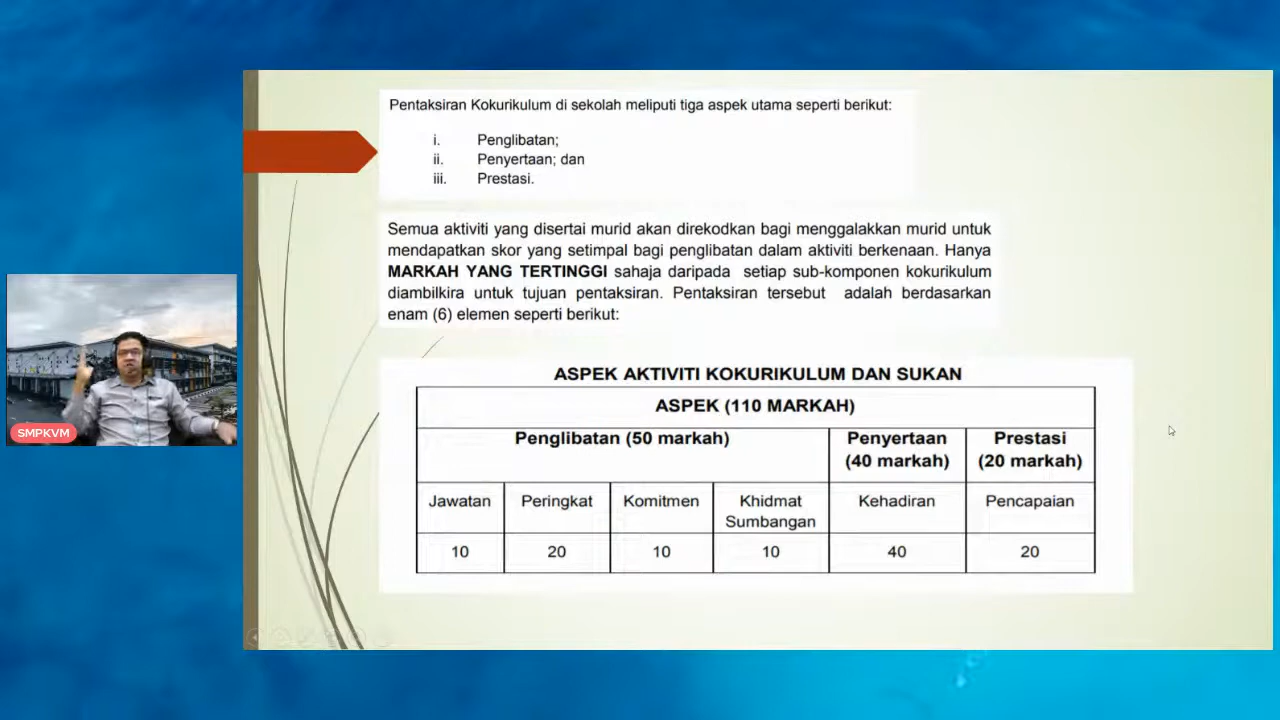 Pentaksiran Kokurikulum di sekolah meliputi tiga aspek utama seperti berikut:
i. Penglibatan;
ii. Penyertaan; dan
iii. Prestasi.
Semua aktiviti yang disertai murid akan direkodkan bagi menggalakkan murid untuk
mendapatkan skor yang setimpal bagi penglibatan dalam aktiviti berkenaan. Hanya
MARKAH YANG TERTINGGI sahaja daripada setiap sub-komponen kokurikulum
diambilkira untuk tujuan pentaksiran. Pentaksiran tersebut adalah berdasarkan
enam (6) elemen seperti berikut:
SMPKVM
ASPEK AKTIVITI KOKURIKULUM DAN SUKAN
ASPEK (110 MARKAH)
Penglibatan (50 markah) Penyertaan (40 markah) Prestasi (20 markah)
Jawatan Peringkat Komitmen Khidmat Sumbangan Kehadiran Pencapaian
10 20 10 10 40 20